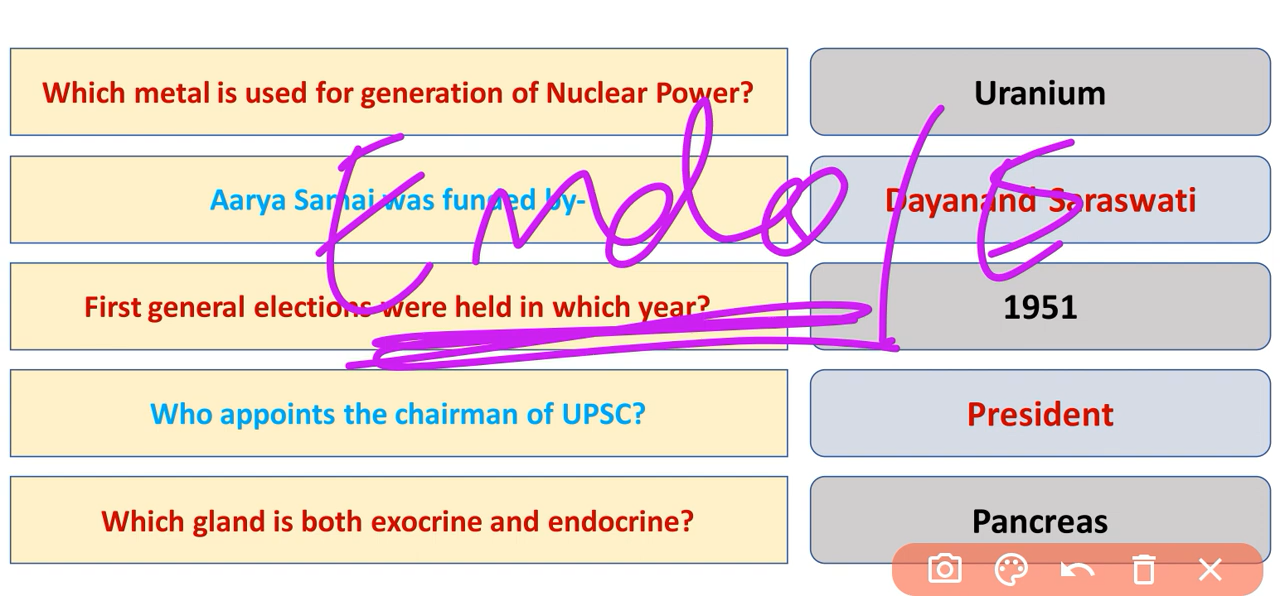 Which metal is used for generation of Nuclear Power?
Uranium
Aarya Samaj was funded by-
Dayanand Saraswati
First general elections were held in which year?
1951
Who appoints the chairman of UPSC?
President
Which gland is both exocrine and endocrine?
Pancreas
Endo/E